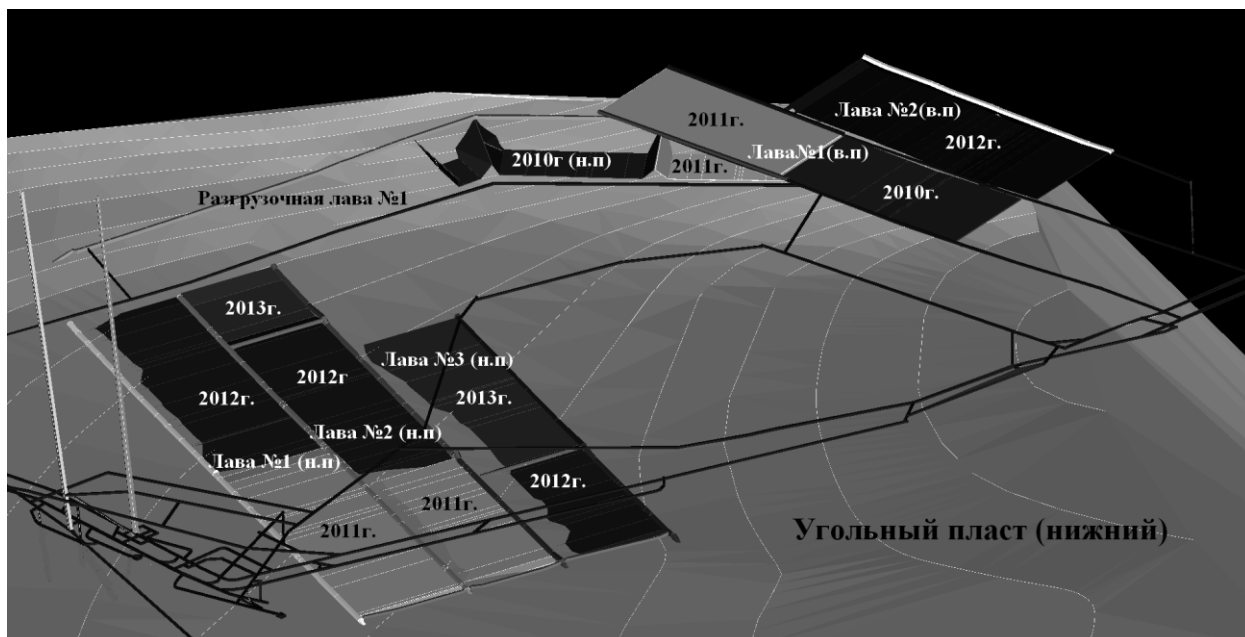 Лава №2(в.п)
2011г.
2012г.
2010г (н.п)
2011г.
Лава№1(в.п)
2010г.
Разгрузочная лава №1
2013г.
Лава №3 (н.п)
2012г
2012г.
2013г.
Лава №2 (н.п)
Лава №1 (н.п)
2012г.
2011г.
2011г.
Угольный пласт (нижний)